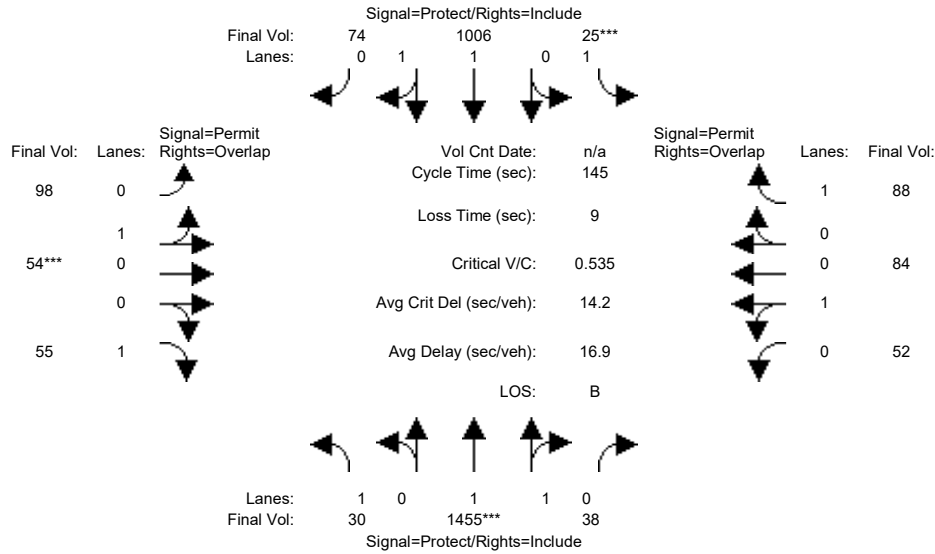 Signal=Protect/Rights=Include
Final Vol: 74 1006 25***
Lanes: 0 1 1 0 1
Signal=Permit Signal=Permit
Final Vol: Lanes: Rights=Overlap Vol Cnt Date: n/a Rights=Overlap Lanes: Final Vol:
Cycle Time (sec): 145
98 0 1 88
Loss Time (sec): 9
1 0
54*** 0 Critical V/C: 0.535 0 84
0 Avg Crit Del (sec/veh): 14.2 1
55 1 Avg Delay (sec/veh): 16.9 0 52
LOS: B
Lanes: 1 0 1 1 0
Final Vol: 30 1455*** 38
Signal=Protect/Rights=Include